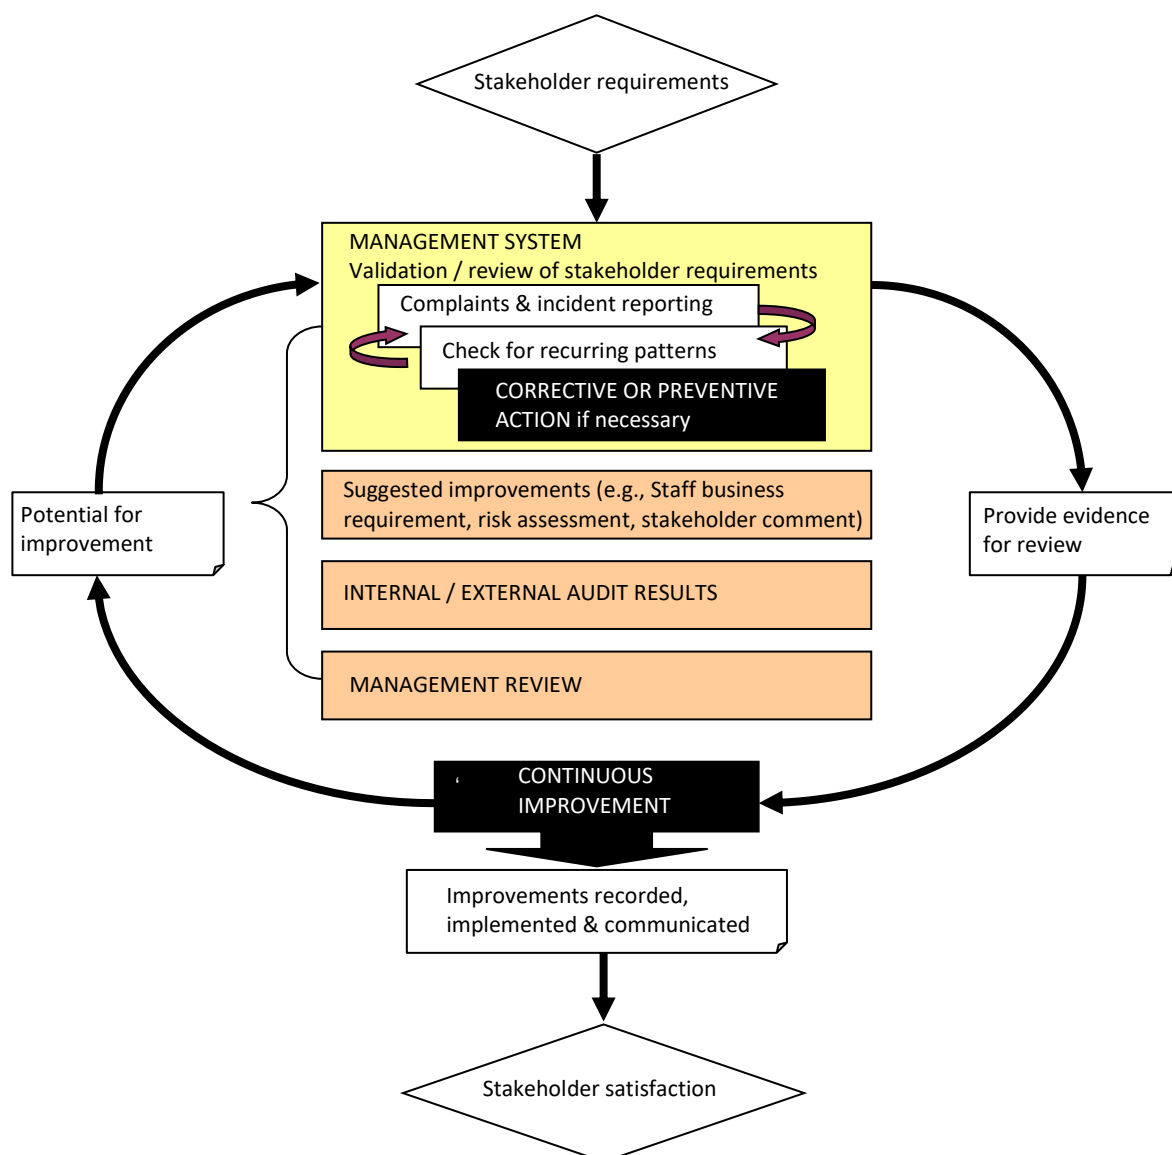 Stakeholder requirements
MANAGEMENT SYSTEM
Validation / review of stakeholder requirements
Complaints & incident reporting
Check for recurring patterns
CORRECTIVE OR PREVENTIVE
ACTION if necessary
Suggested improvements (e.g., Staff business
requirement, risk assessment, stakeholder comment)
Potential for
improvement
Provide evidence
for review
INTERNAL / EXTERNAL AUDIT RESULTS
MANAGEMENT REVIEW
‘ CONTINUOUS
IMPROVEMENT
Improvements recorded,
implemented & communicated
Stakeholder satisfaction